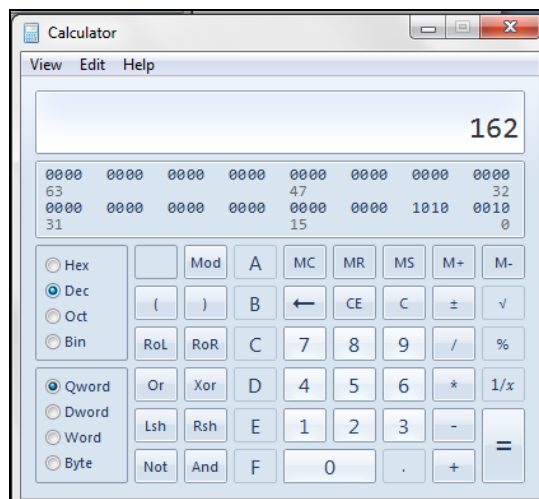 Calculator
View Edit Help
162
0000 0000 0000 0000 0000 0000 0000 0000
63 47 32
0000 0000 0000 0000 0000 0000 1010 0010
31 15 0
Hex Mod A MC MR MS M+ M-
Dec ( ) B ← CE C ± √
Oct
Bin RoL RoR C 7 8 9 / %
Qword Or Xor D 4 5 6 * 1/x
Dword
Word Lsh Rsh E 1 2 3 - =
Byte Not And F 0 . +